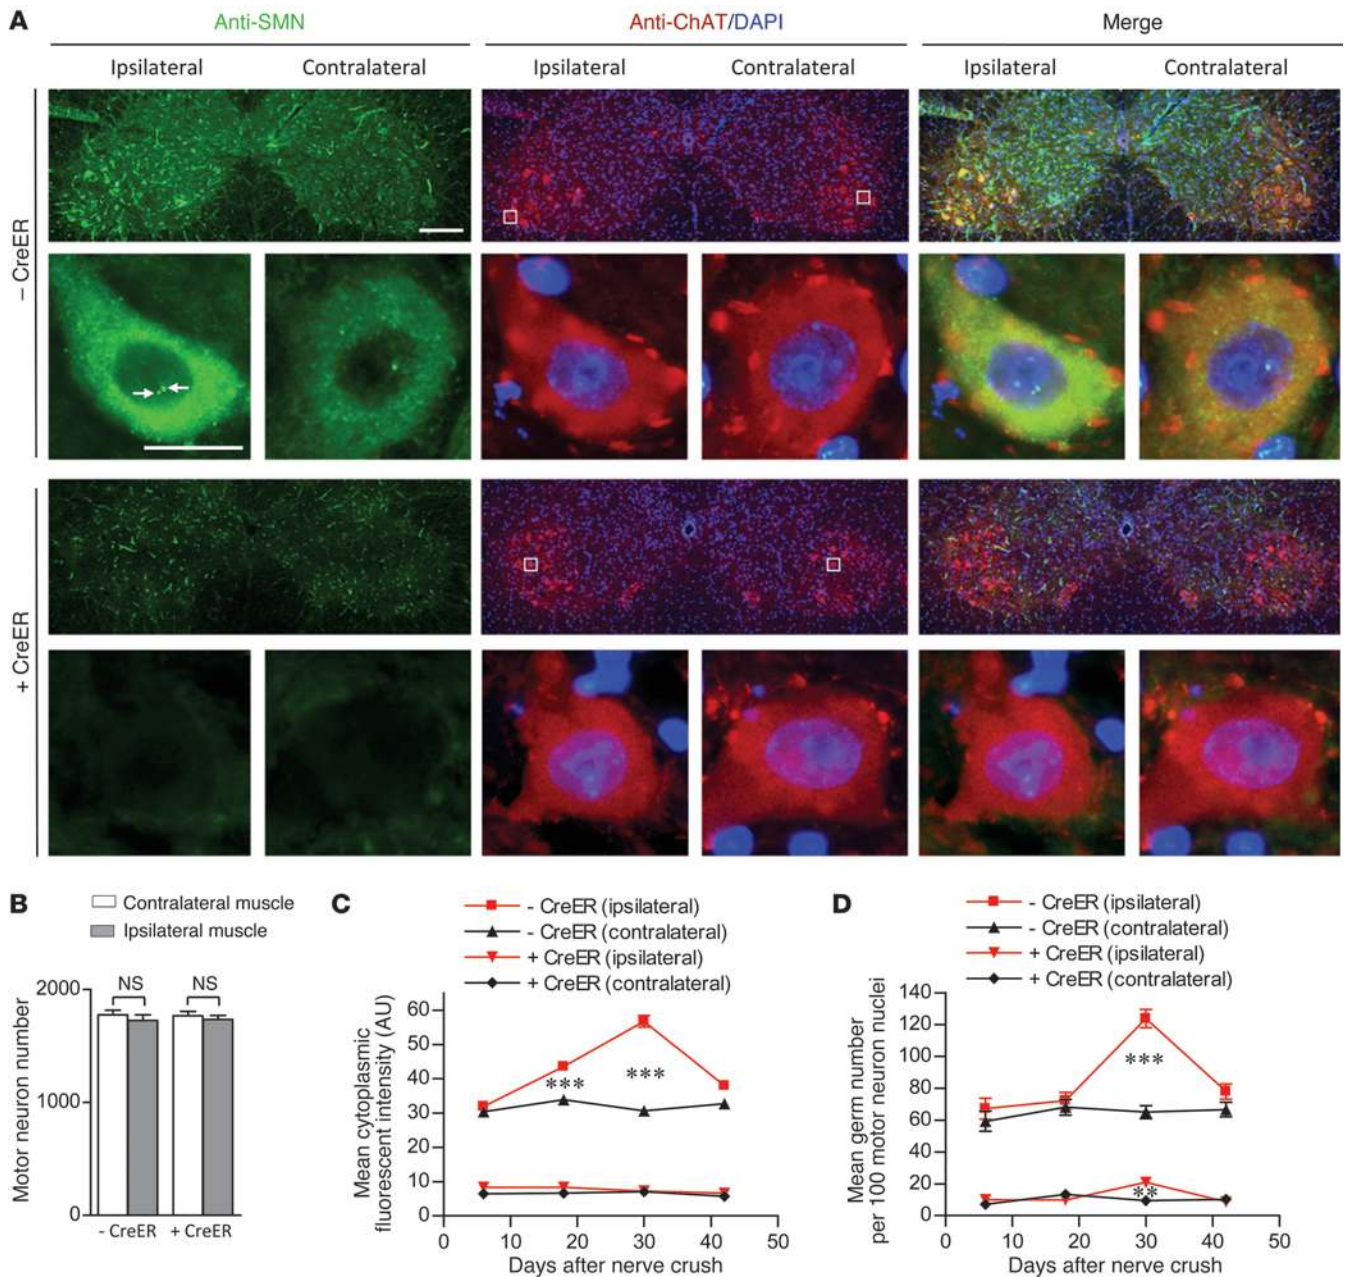 A
Anti-SMN
Anti-ChAT/DAPI
Merge
Ipsilateral
Contralateral
Ipsilateral
Contralateral
Ipsilateral
Contralateral
– CreER
+ CreER
B
Contralateral muscle
Ipsilateral muscle
Motor neuron number
2000
1000
0
NS
NS
- CreER
+ CreER
C
- CreER (ipsilateral)
- CreER (contralateral)
+ CreER (ipsilateral)
+ CreER (contralateral)
Mean cytoplasmic
fluorescent intensity (AU)
60
50
40
30
20
10
0
***
***
0 10 20 30 40 50
Days after nerve crush
D
- CreER (ipsilateral)
- CreER (contralateral)
+ CreER (ipsilateral)
+ CreER (contralateral)
Mean germ number
per 100 motor neuron nuclei
140
120
100
80
60
40
20
0
***
**
0 10 20 30 40 50
Days after nerve crush